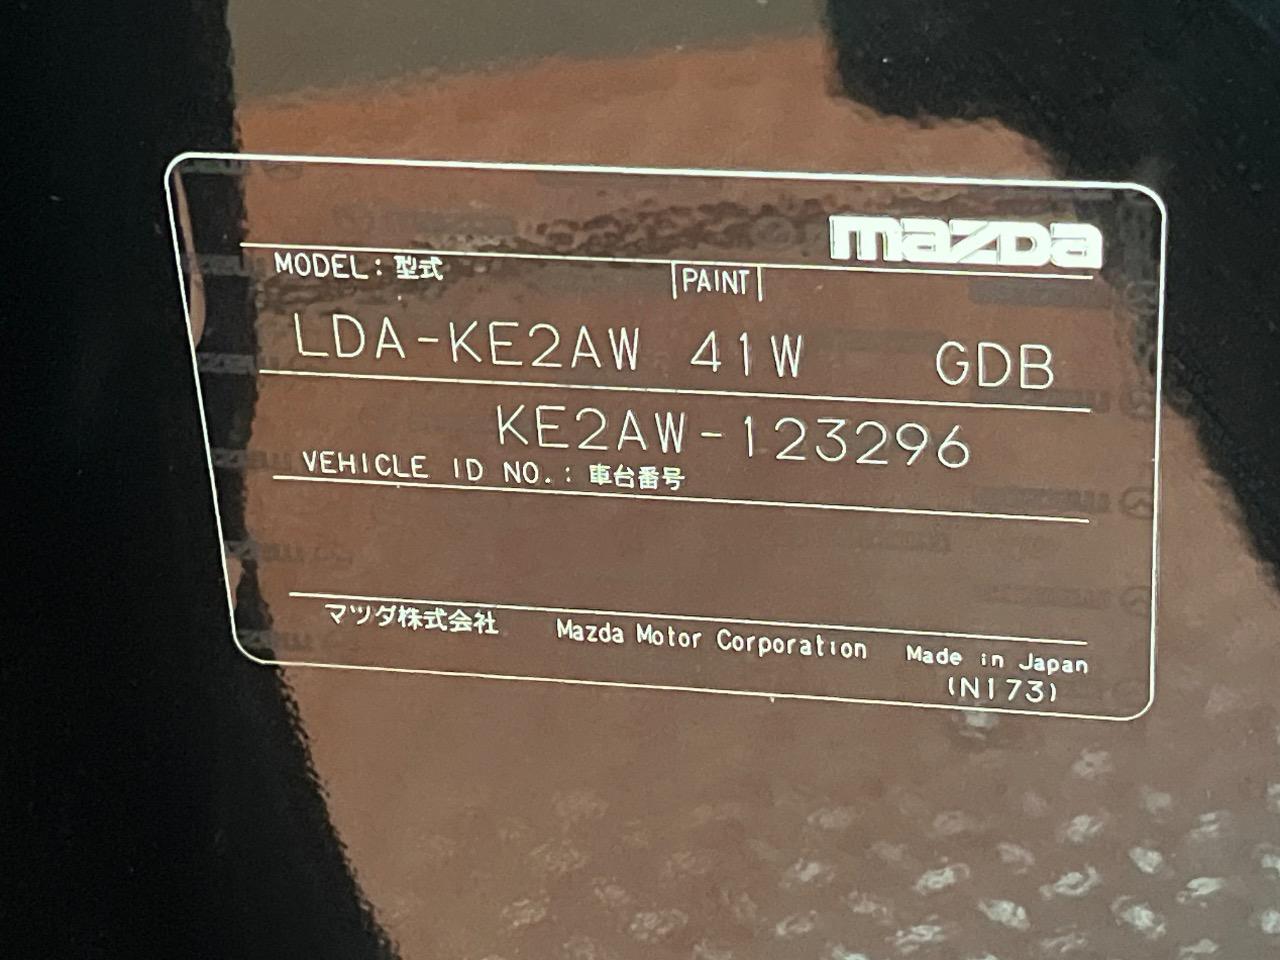 mazda
MODEL: 型式 PAINT
LDA-KE2AW 41W GDB
KE2AW-123296
VEHICLE ID NO.: 車台番号
マツダ株式会社 Mazda Motor Corporation Made in Japan
(N173)